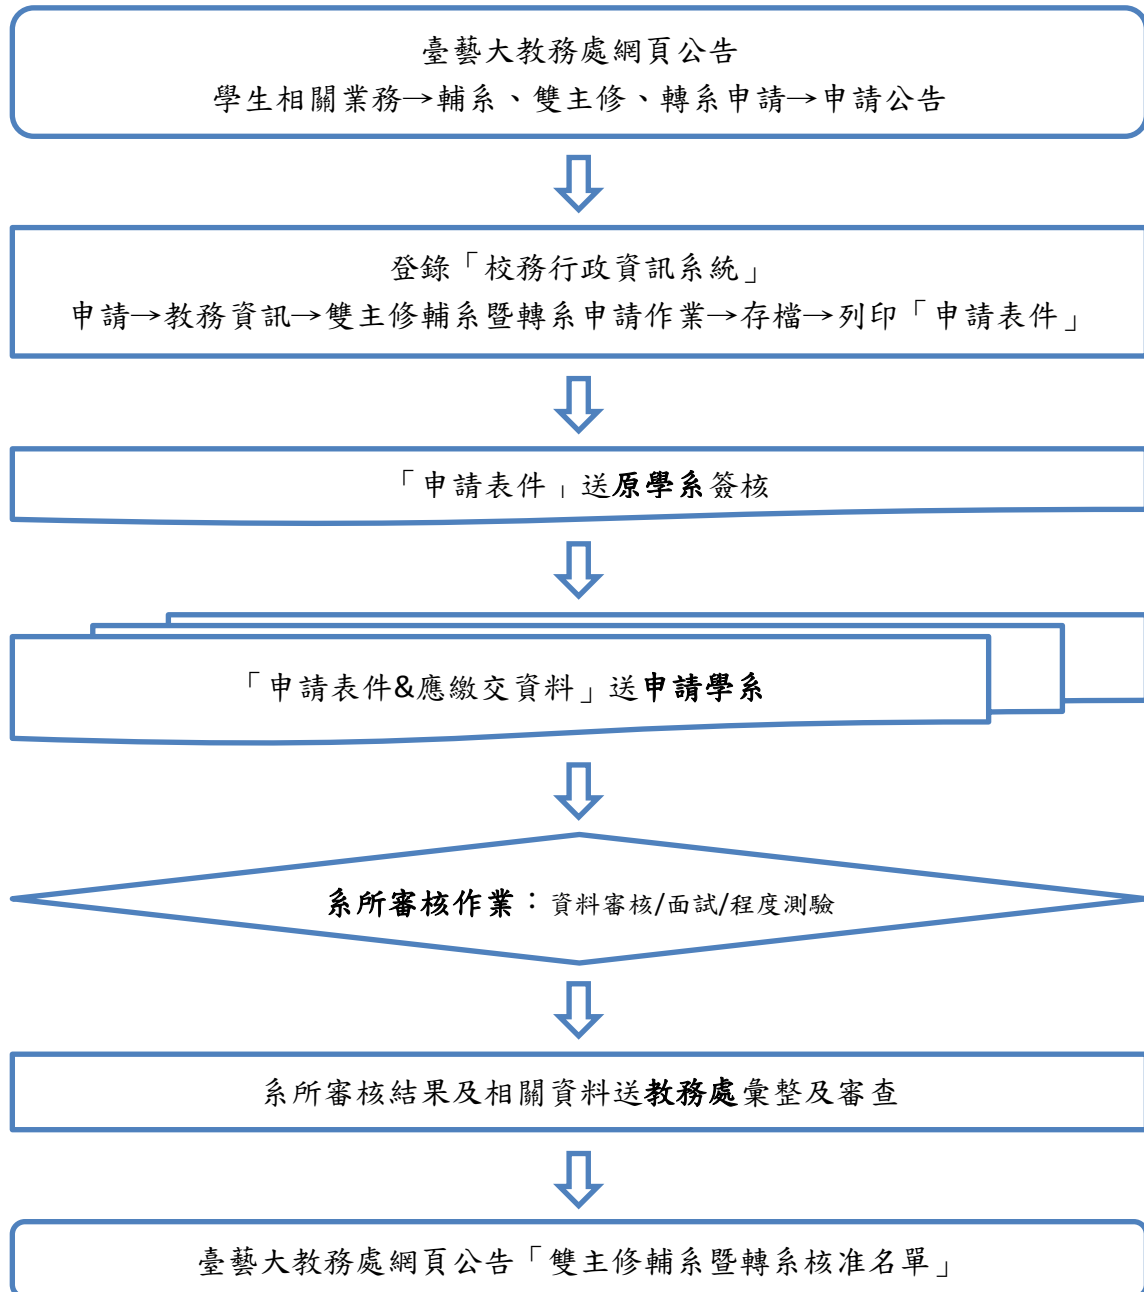 臺藝大教務處網頁公告
學生相關業務→輔系、雙主修、轉系申請→申請公告
登錄「校務行政資訊系統」
申請→教務資訊→雙主修輔系暨轉系申請作業→存檔→列印「申請表件」
「申請表件」送原學系簽核
「申請表件&應繳交資料」送申請學系
系所審核作業：資料審核/面試/程度測驗
系所審核結果及相關資料送教務處彙整及審查
臺藝大教務處網頁公告「雙主修輔系暨轉系核准名單」